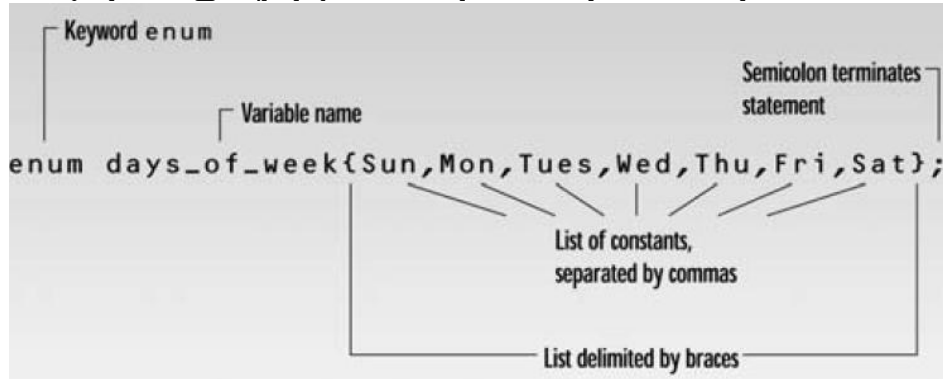 Keyword enum
Semicolon terminates
statement
Variable name
enum days_of_week{Sun,Mon,Tues,Wed,Thu,Fri,Sat};
List of constants,
separated by commas
List delimited by braces